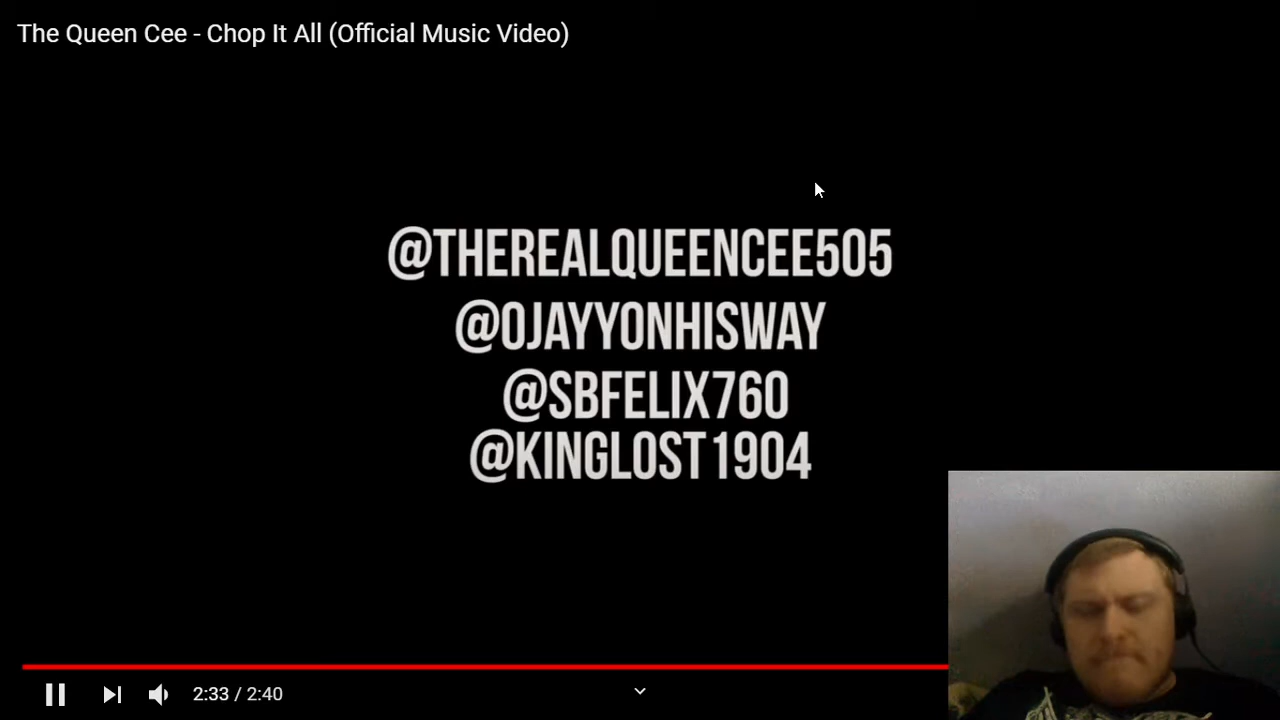 The Queen Cee - Chop It All (Official Music Video)
@THEREALQUEENCEE505
@OJAYYONHISWAY
@SBFELIX760
@KINGLOST1904
2:33 / 2:40